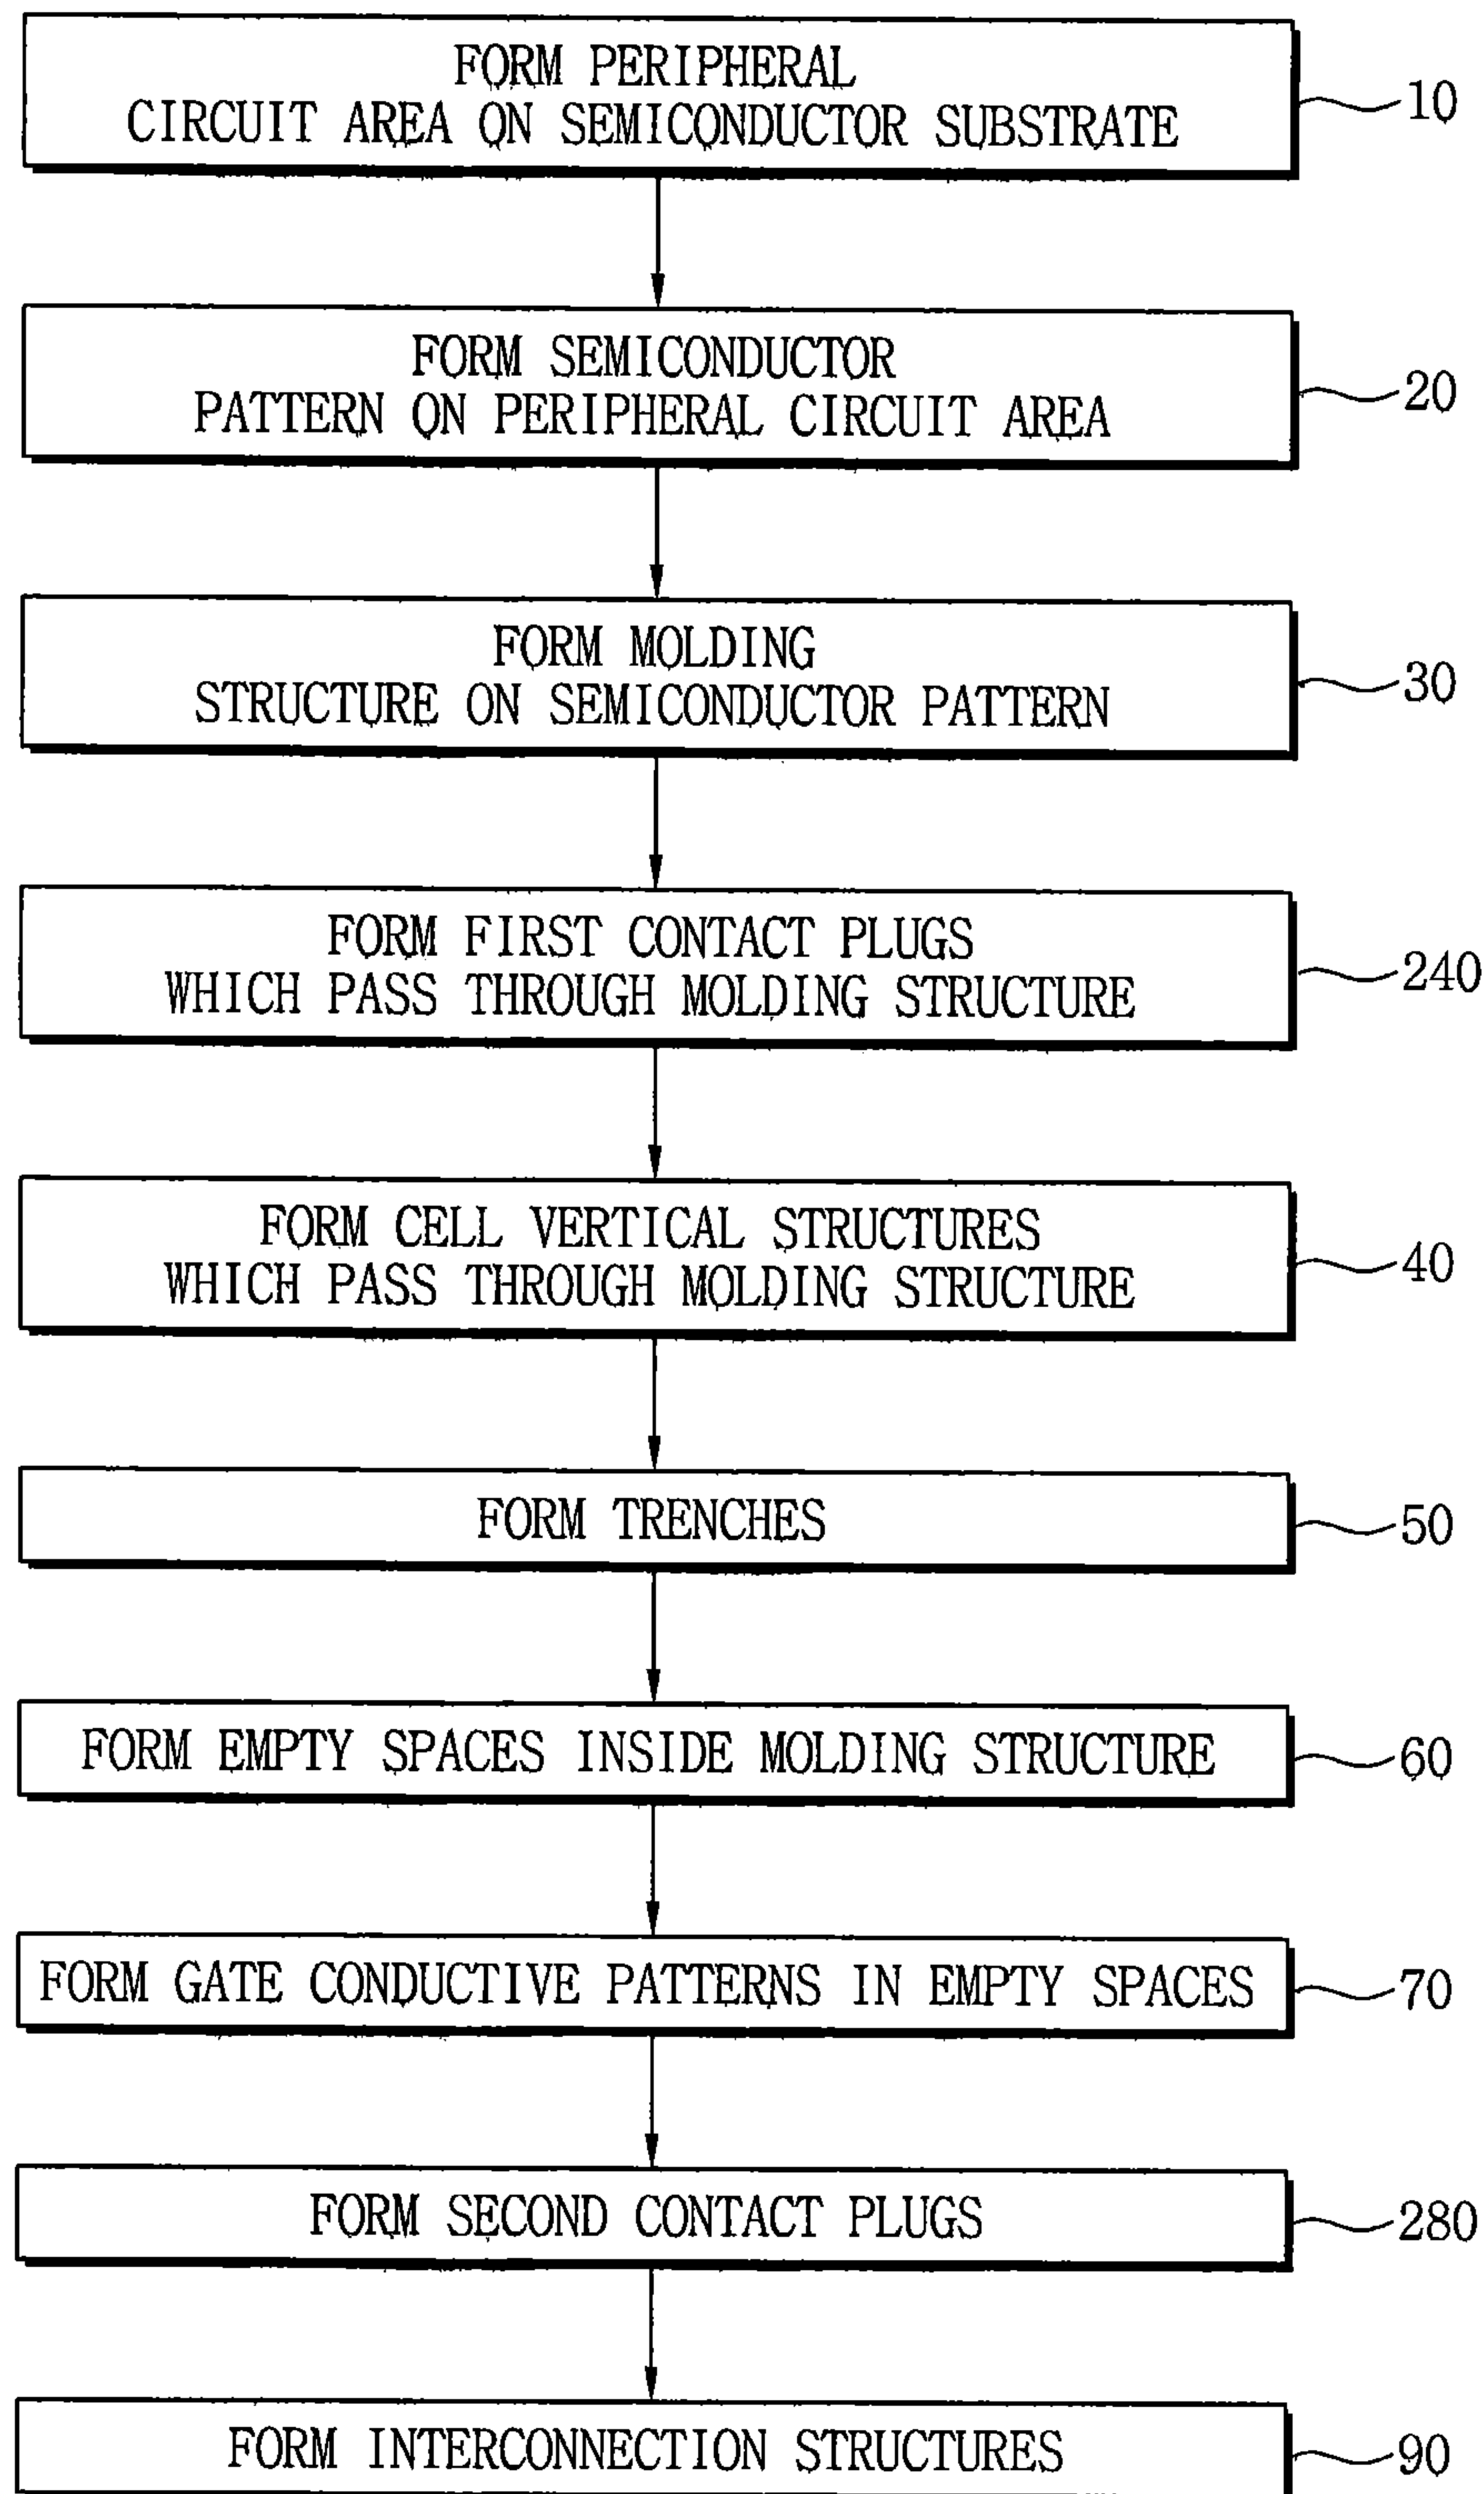 FORM PERIPHERAL
CIRCUIT AREA ON SEMICONDUCTOR SUBSTRATE
10
FORM SEMICONDUCTOR
PATTERN ON PERIPHERAL CIRCUIT AREA
20
FORM MOLDING
STRUCTURE ON SEMICONDUCTOR PATTERN
30
FORM FIRST CONTACT PLUGS
WHICH PASS THROUGH MOLDING STRUCTURE
240
FORM CELL VERTICAL STRUCTURES
WHICH PASS THROUGH MOLDING STRUCTURE
40
FORM TRENCHES
50
FORM EMPTY SPACES INSIDE MOLDING STRUCTURE
60
FORM GATE CONDUCTIVE PATTERNS IN EMPTY SPACES
70
FORM SECOND CONTACT PLUGS
280
FORM INTERCONNECTION STRUCTURES
90